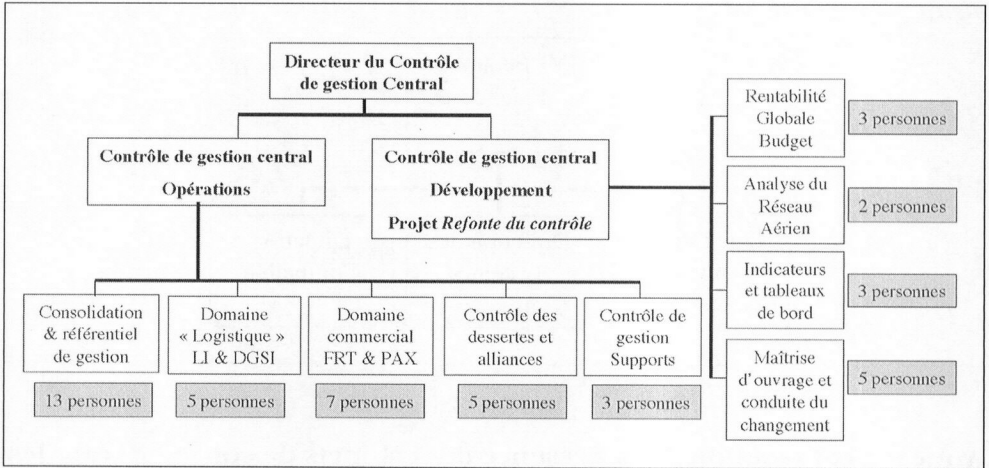 Directeur du Contrôle
de gestion Central
Contrôle de gestion central
Opérations
Contrôle de gestion central
Développement
Projet Refonte du contrôle
Rentabilité
Globale
Budget
3 personnes
Analyse du
Réseau
Aérien
2 personnes
Indicateurs
et tableaux
de bord
3 personnes
Maîtrise
d'ouvrage et
conduite du
changement
5 personnes
Consolidation
& référentiel
de gestion
13 personnes
Domaine
« Logistique »
LI & DGSI
5 personnes
Domaine
commercial
FRT & PAX
7 personnes
Contrôle des
dessertes et
alliances
5 personnes
Contrôle de
gestion
Supports
3 personnes